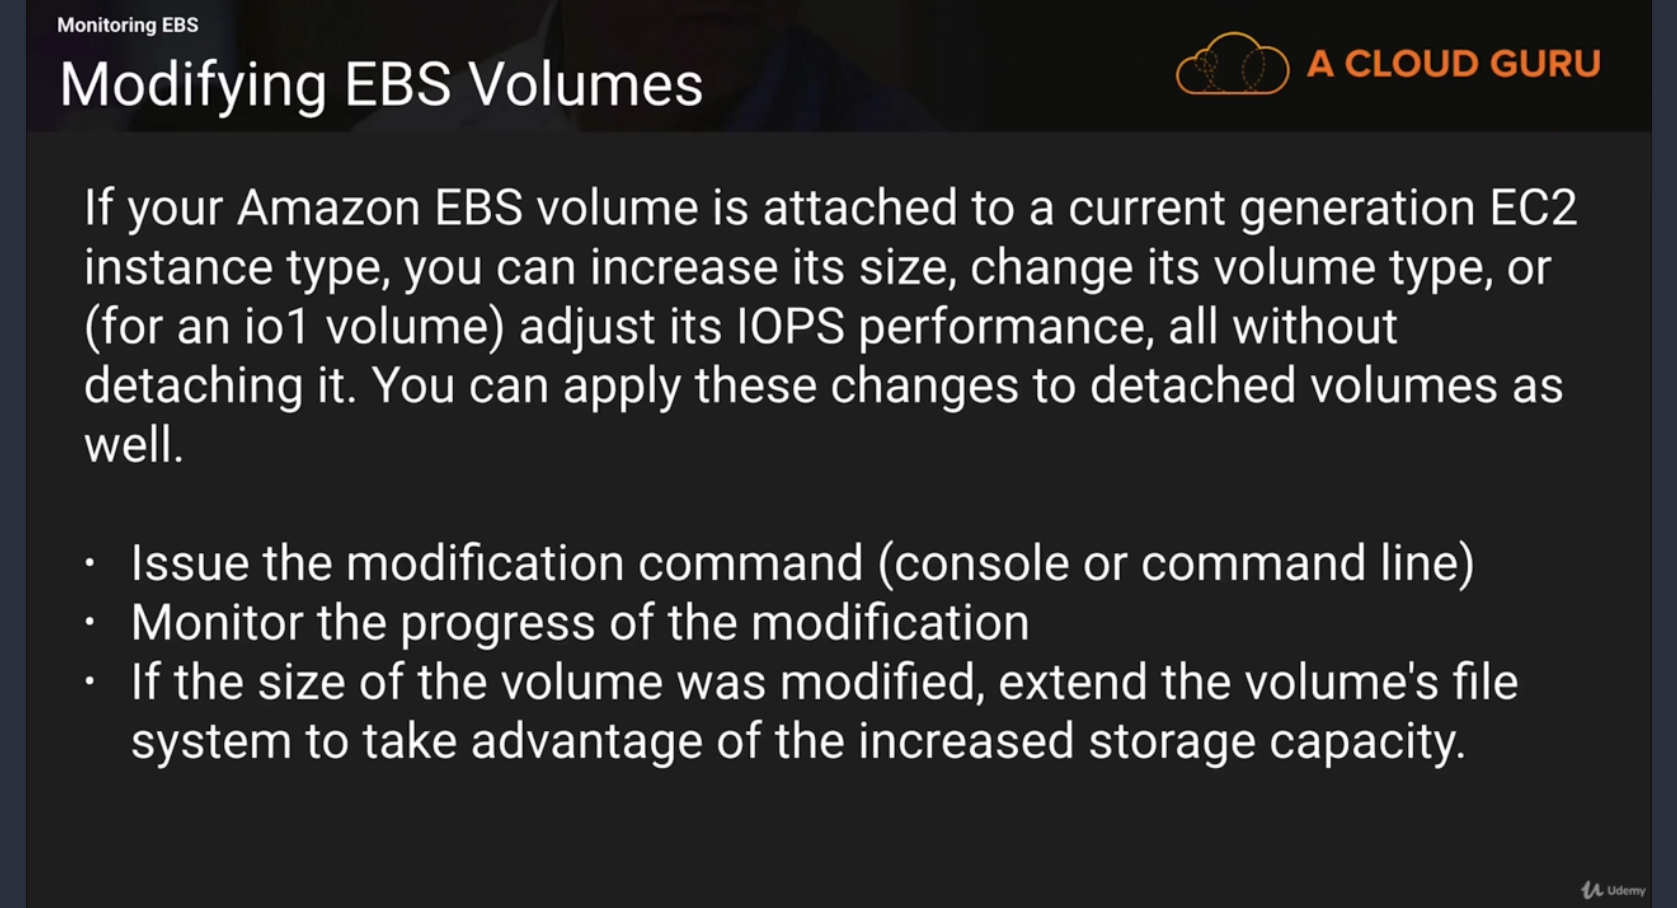 Monitoring EBS
Modifying EBS Volumes
A CLOUD GURU
If your Amazon EBS volume is attached to a current generation EC2
instance type, you can increase its size, change its volume type, or
(for an io1 volume) adjust its IOPS performance, all without
detaching it. You can apply these changes to detached volumes as
well.
• Issue the modification command (console or command line)
• Monitor the progress of the modification
• If the size of the volume was modified, extend the volume's file
system to take advantage of the increased storage capacity.
Udemy